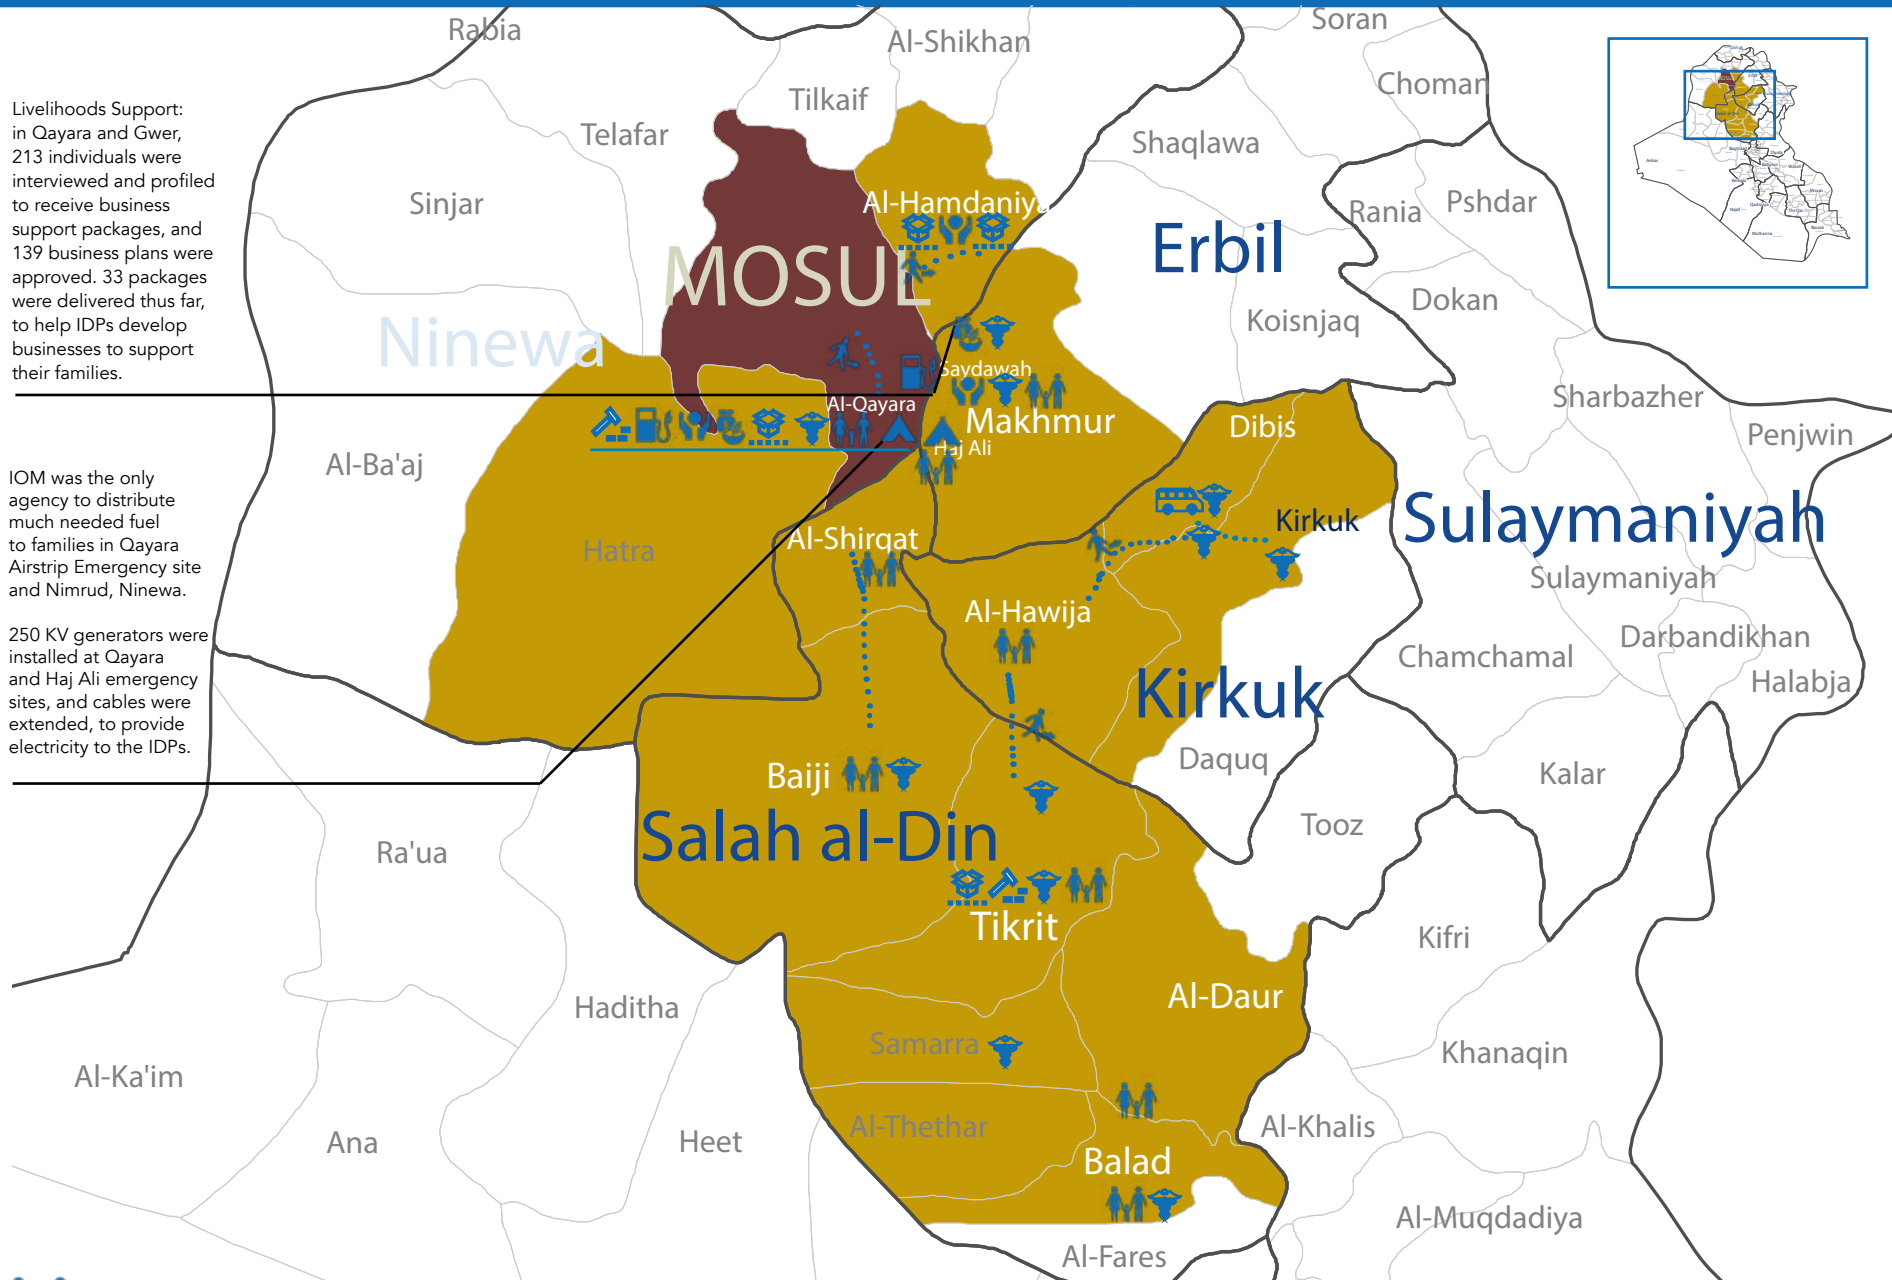 Livelihoods Support:
in Qayara and Gwer,
213 individuals were
interviewed and profiled
to receive business
support packages, and
139 business plans were
approved. 33 packages
were delivered thus far,
to help IDPs develop
businesses to support
their families.
IOM was the only
agency to distribute
much needed fuel
to families in Qayara
Airstrip Emergency site
and Nimrud, Ninewa.
250 KV generators were
installed at Qayara
and Haj Ali emergency
sites, and cables were
extended, to provide
electricity to the IDPs.
Rabia
Al-Shikhan
Soran
Choman
Tilkaif
Telafar
Shaqlawa
Sinjar
Al-Hamdaniya
Rania
Pshdar
MOSUL
Erbil
Dokan
Koisnjaq
Ninewa
Saydawah
Al-Qayara
Makhmur
Haj Ali
Dibis
Sharbazher
Penjwin
Al-Ba'aj
Hatra
Al-Shirqat
Kirkuk
Sulaymaniyah
Sulaymaniyah
Al-Hawija
Darbandikhan
Chamchamal
Halabja
Kirkuk
Daquq
Baiji
Kalar
Salah al-Din
Tooz
Ra'ua
Tikrit
Kifri
Al-Daur
Haditha
Samarra
Khanaqin
Al-Ka'im
Al-Thethar
Al-Khalis
Ana
Heet
Balad
Al-Muqdadiya
Al-Fares